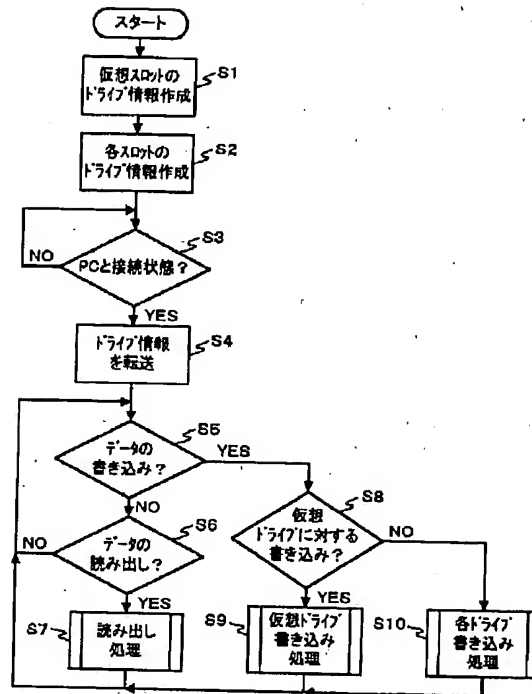 スタート
仮想スロットの
ドライブ情報作成
S1
各スロットの
ドライブ情報作成
S2
PCと接続状態?
S3
NO
YES
ドライブ情報
を転送
S4
データの
書き込み?
S5
YES
NO
データの
読み出し?
S6
NO
YES
仮想
ドライブに対する
書き込み?
S8
NO
YES
S7
読み出し
処理
S9
仮想ドライブ
書き込み
処理
S10
各ドライブ
書き込み
処理